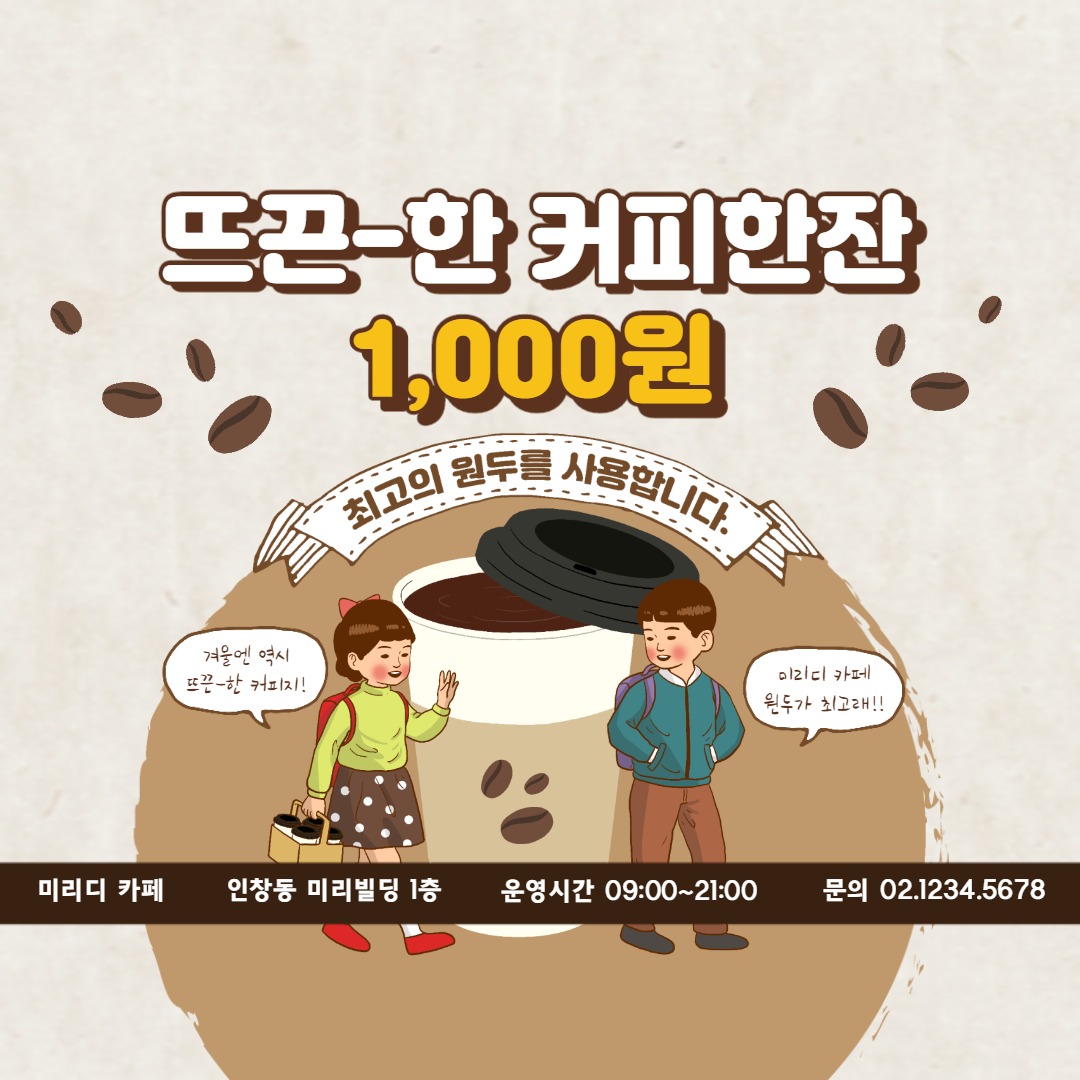 뜨끈-한 커피한잔
1,000원
최고의 원두를 사용합니다.
겨울엔 역시
뜨끈-한 커피지!
미리디 카페
원두가 최고래!!
미리디 카페 인창동 미리빌딩 1층 운영시간 09:00~21:00 문의 02.1234.5678